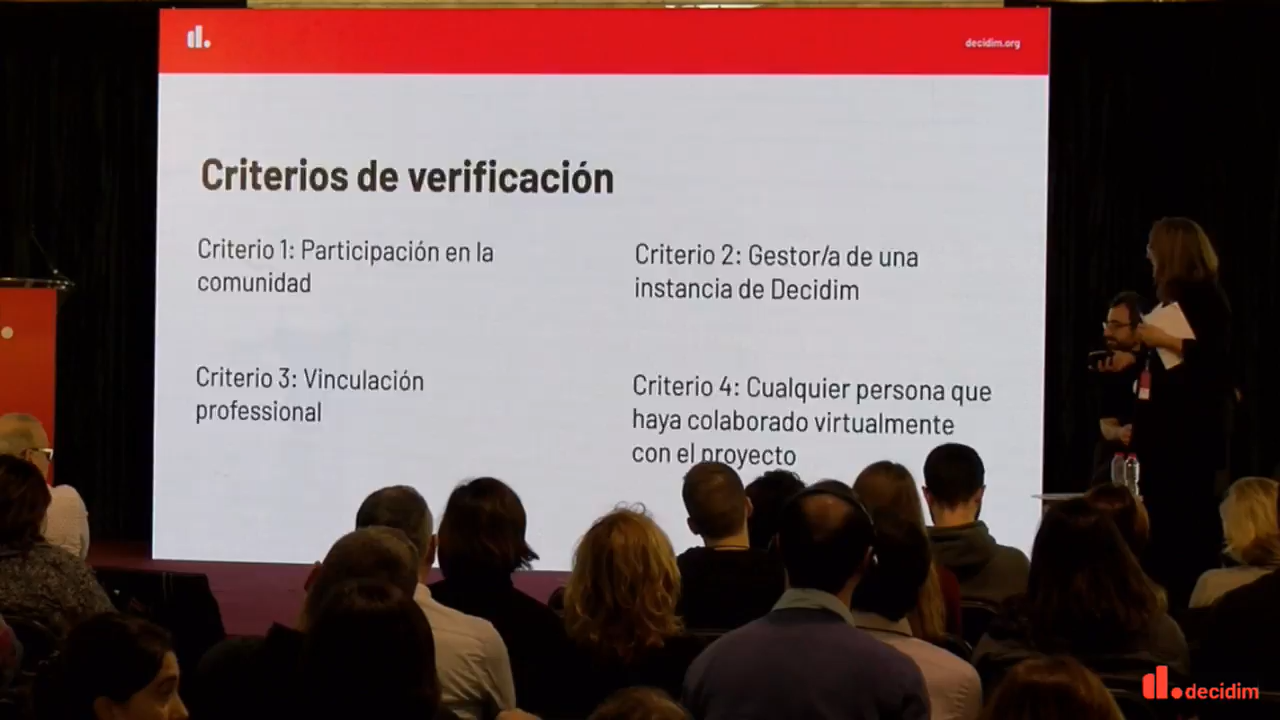 decidim.org
Criterios de verificación
Criterio 1: Participación en la
comunidad
Criterio 2: Gestor/a de una
instancia de Decidim
Criterio 3: Vinculación
professional
Criterio 4: Cualquier persona que
haya colaborado virtualmente
con el proyecto
decidim